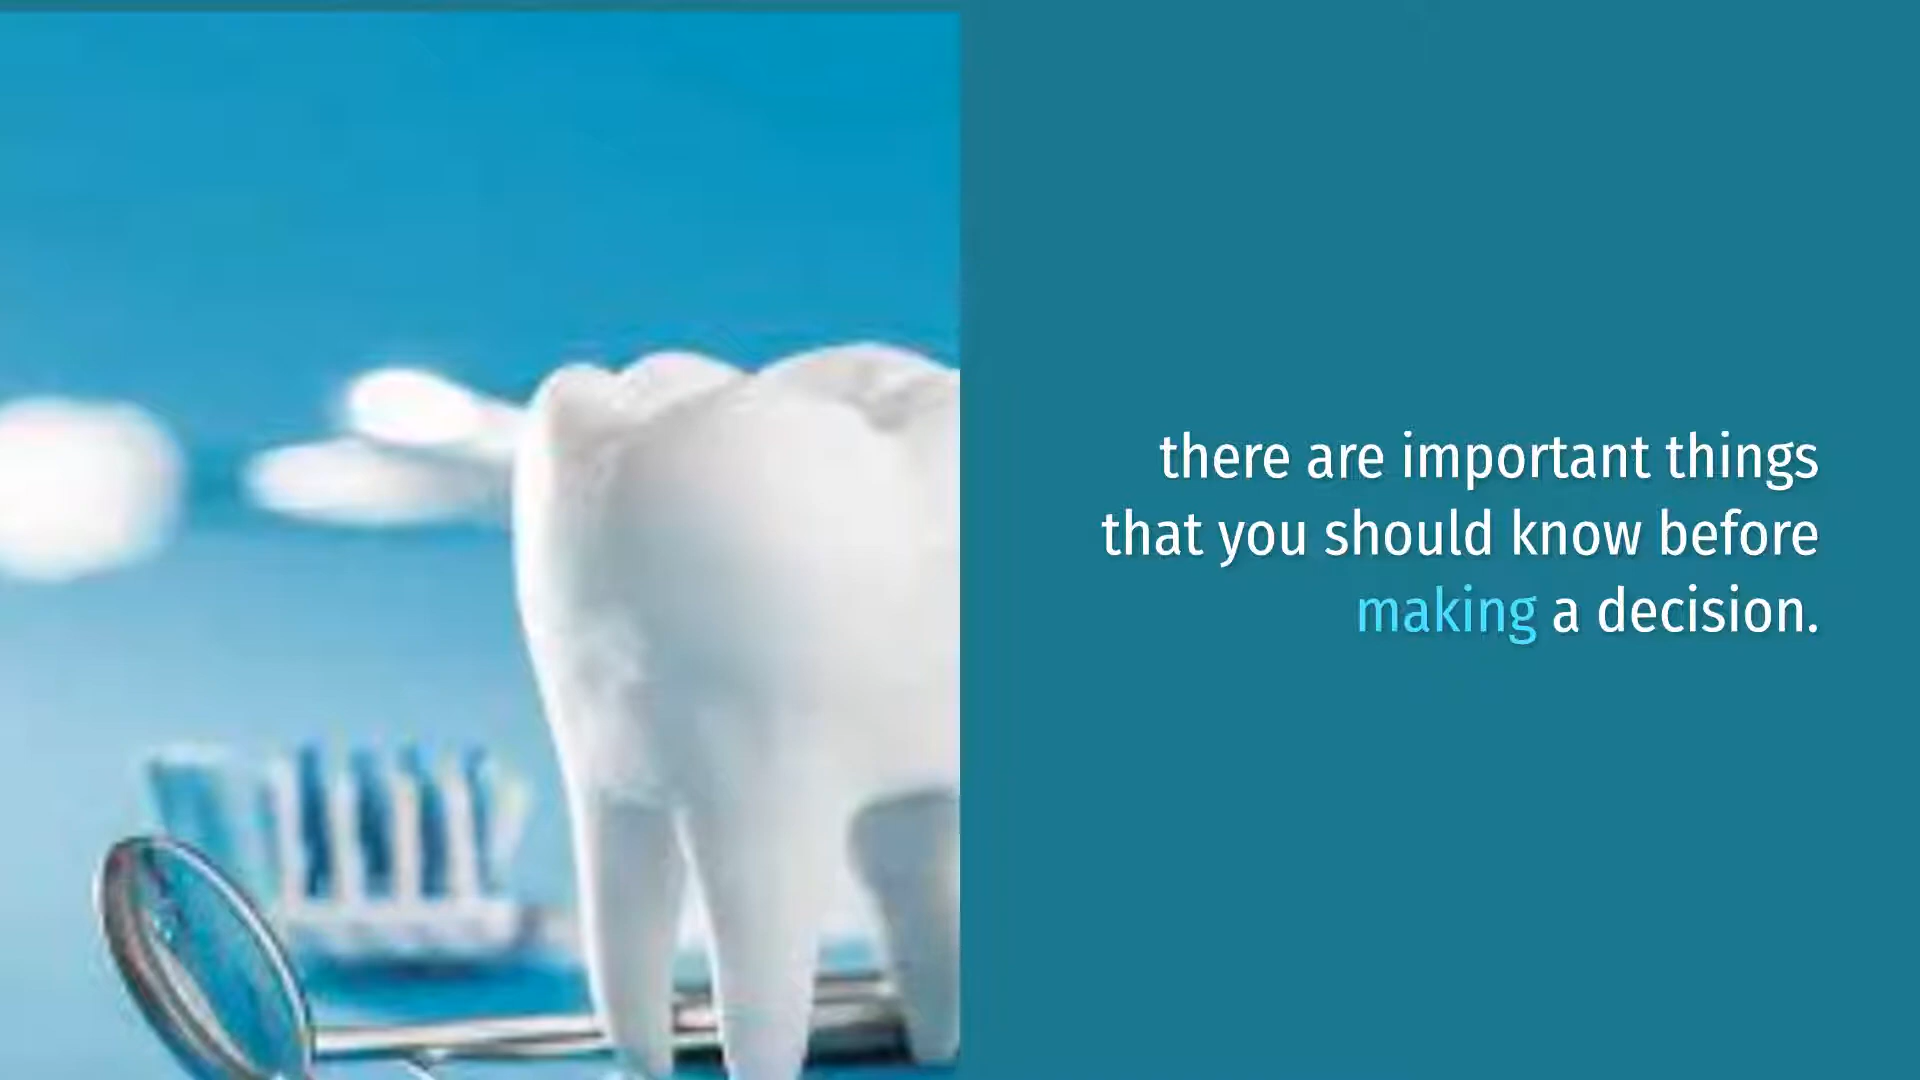 there are important things
that you should know before
making a decision.